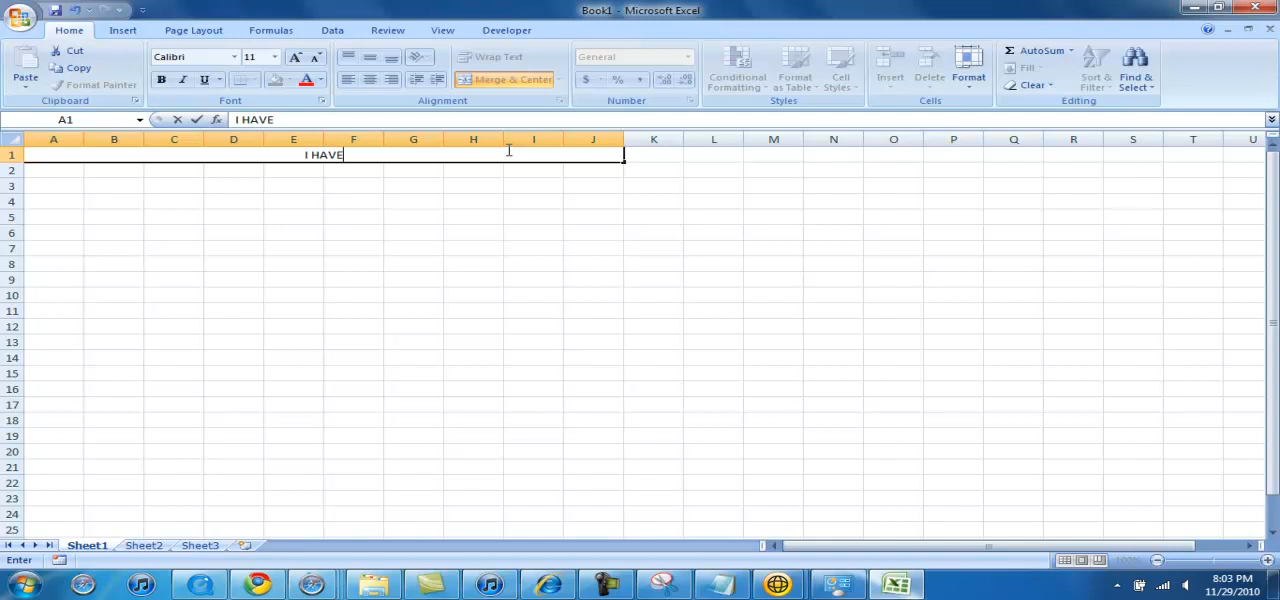 Book1 - Microsoft Excel
Home Insert Page Layout Formulas Data Review View Developer
Cut Calibri 11 Wrap Text General AutoSum
Copy Fill
Paste Format Painter B I U A Merge & Center $ % , Conditional Formatting Format as Table Cell Styles Insert Delete Format Clear Sort & Filter Find & Select
Clipboard Font Alignment Number Styles Cells Editing
A1 fx I HAVE
A B C D E F G H I J K L M N O P Q R S T U
1 I HAVE
2
3
4
5
6
7
8
9
10
11
12
13
14
15
16
17
18
19
20
21
22
23
24
25
Sheet1 Sheet2 Sheet3
Enter 100%
8:03 PM
11/29/2010